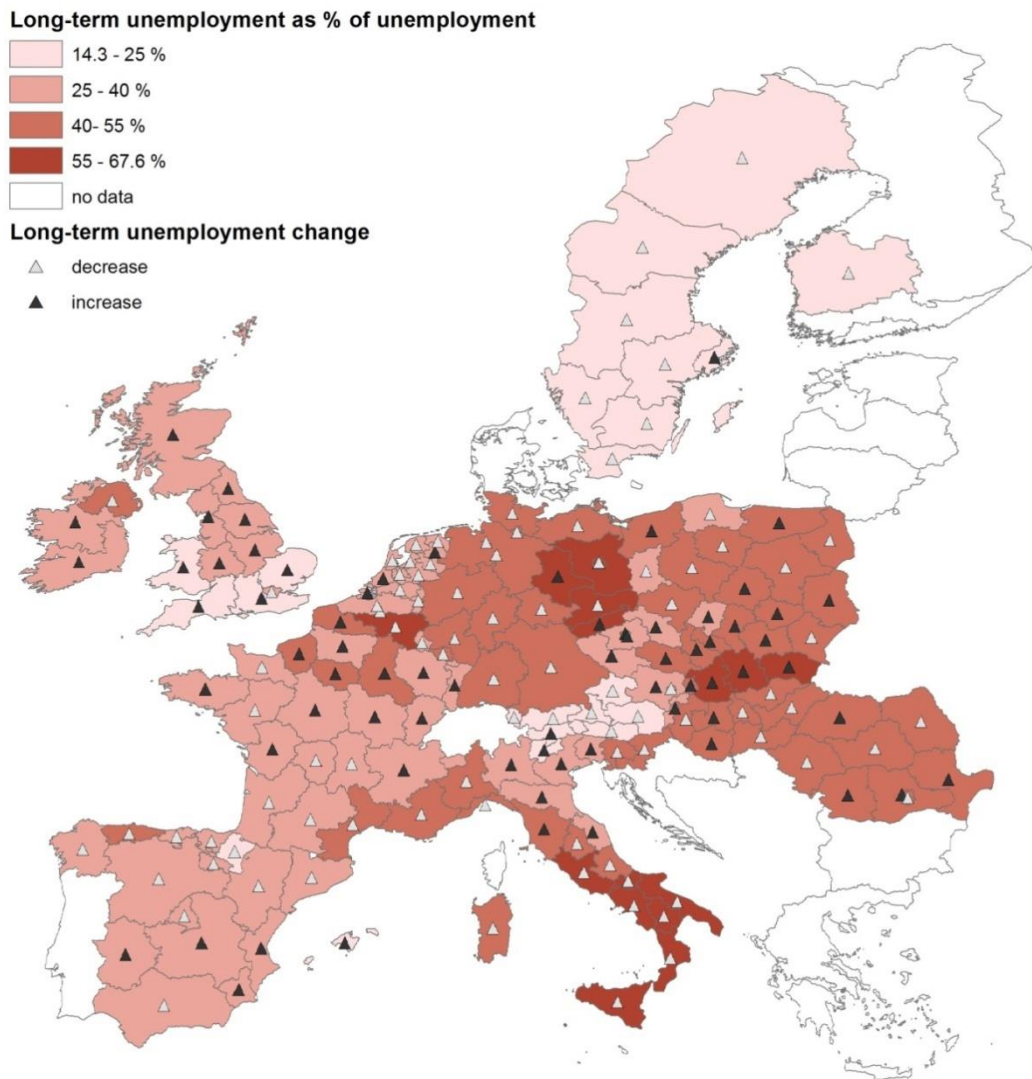 Long-term unemployment as % of unemployment
14.3 - 25 %
25 - 40 %
40- 55 %
55 - 67.6 %
no data
Long-term unemployment change
decrease
increase